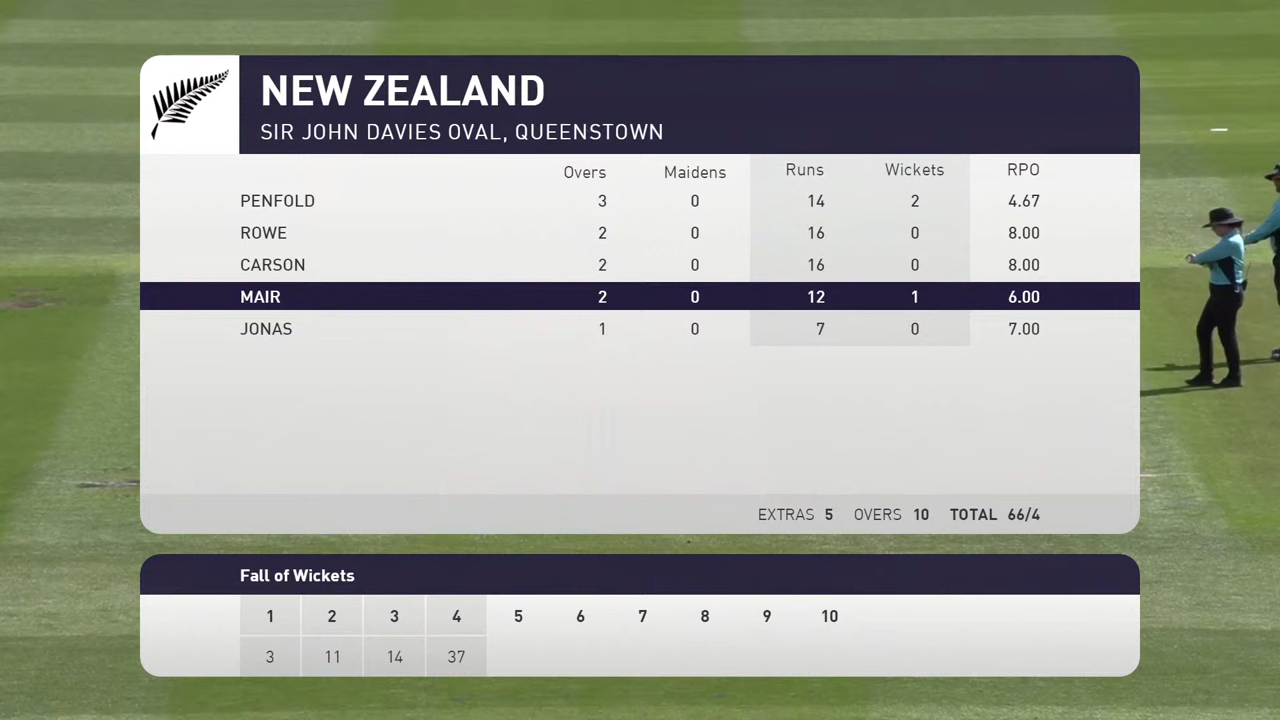 NEW ZEALAND
SIR JOHN DAVIES OVAL, QUEENSTOWN
Overs Maidens Runs Wickets RPO
PENFOLD 3 0 14 2 4.67
ROWE 2 0 16 0 8.00
CARSON 2 0 16 0 8.00
MAIR 2 0 12 1 6.00
JONAS 1 0 7 0 7.00
EXTRAS 5 OVERS 10 TOTAL 66/4
Fall of Wickets
1 2 3 4 5 6 7 8 9 10
3 11 14 37